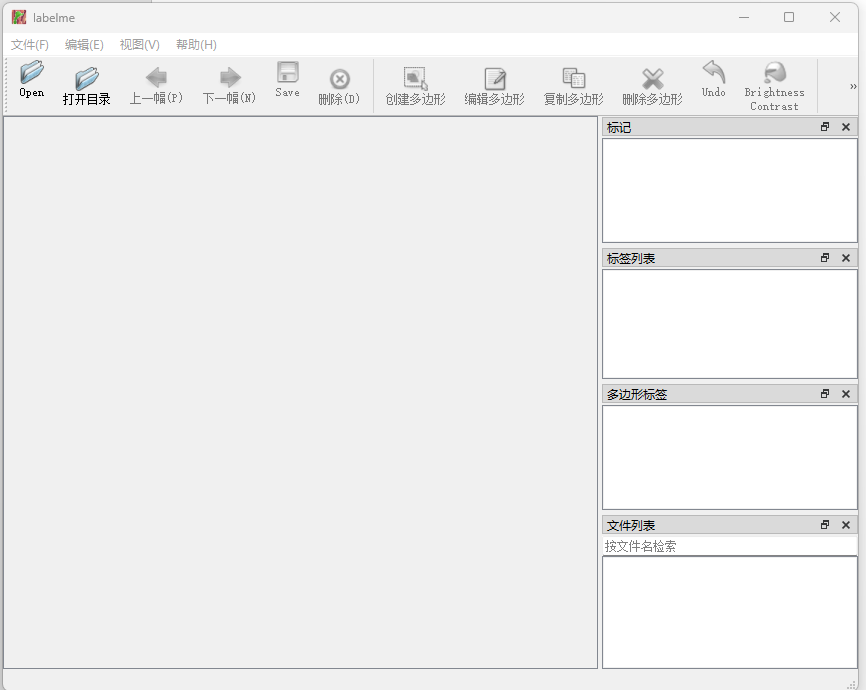 labelme
文件(F) 编辑(E) 视图(V) 帮助(H)
Open 打开目录 上一幅(P) 下一幅(N) Save 删除(D) 创建多边形 编辑多边形 复制多边形 删除多边形 Undo Brightness Contrast »
标记
标签列表
多边形标签
文件列表
按文件名检索